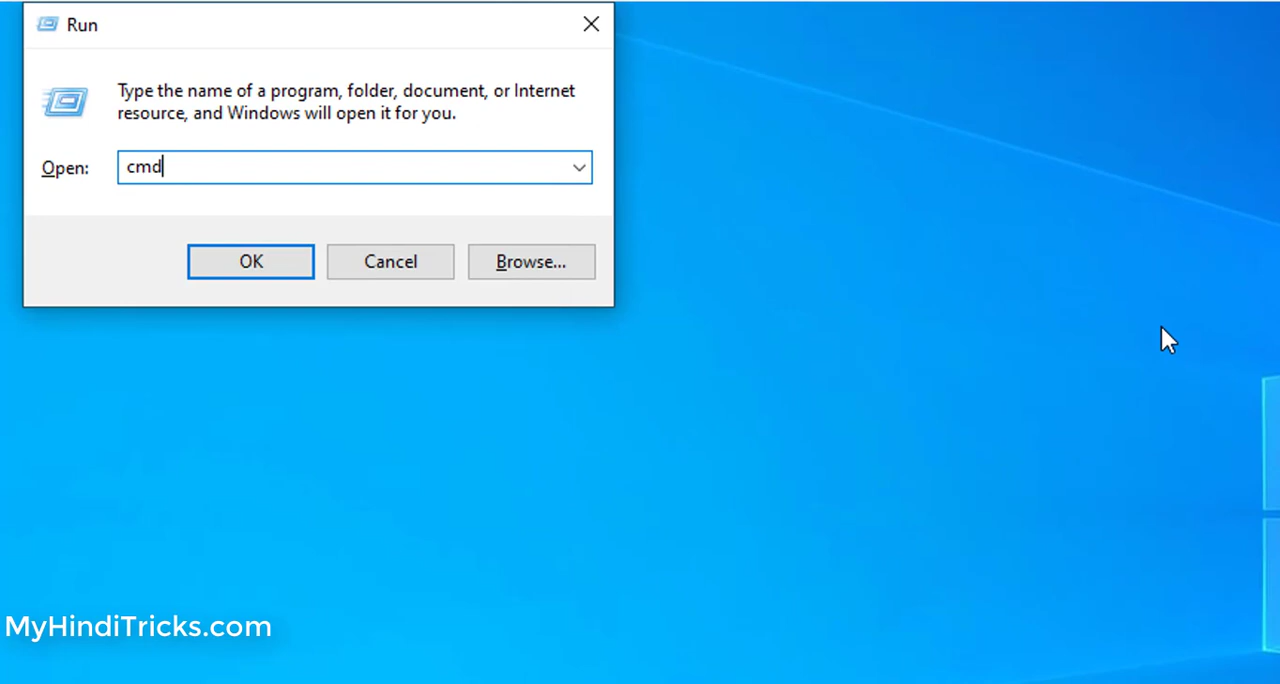 Run
Type the name of a program, folder, document, or Internet
resource, and Windows will open it for you.
Open: cmd
OK Cancel Browse...
MyHindiTricks.com